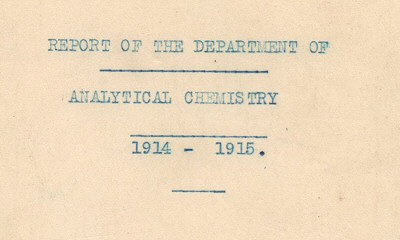 REPORT OF THE DEPARTMENT OF
ANALYTICAL CHEMISTRY
1914 - 1915.